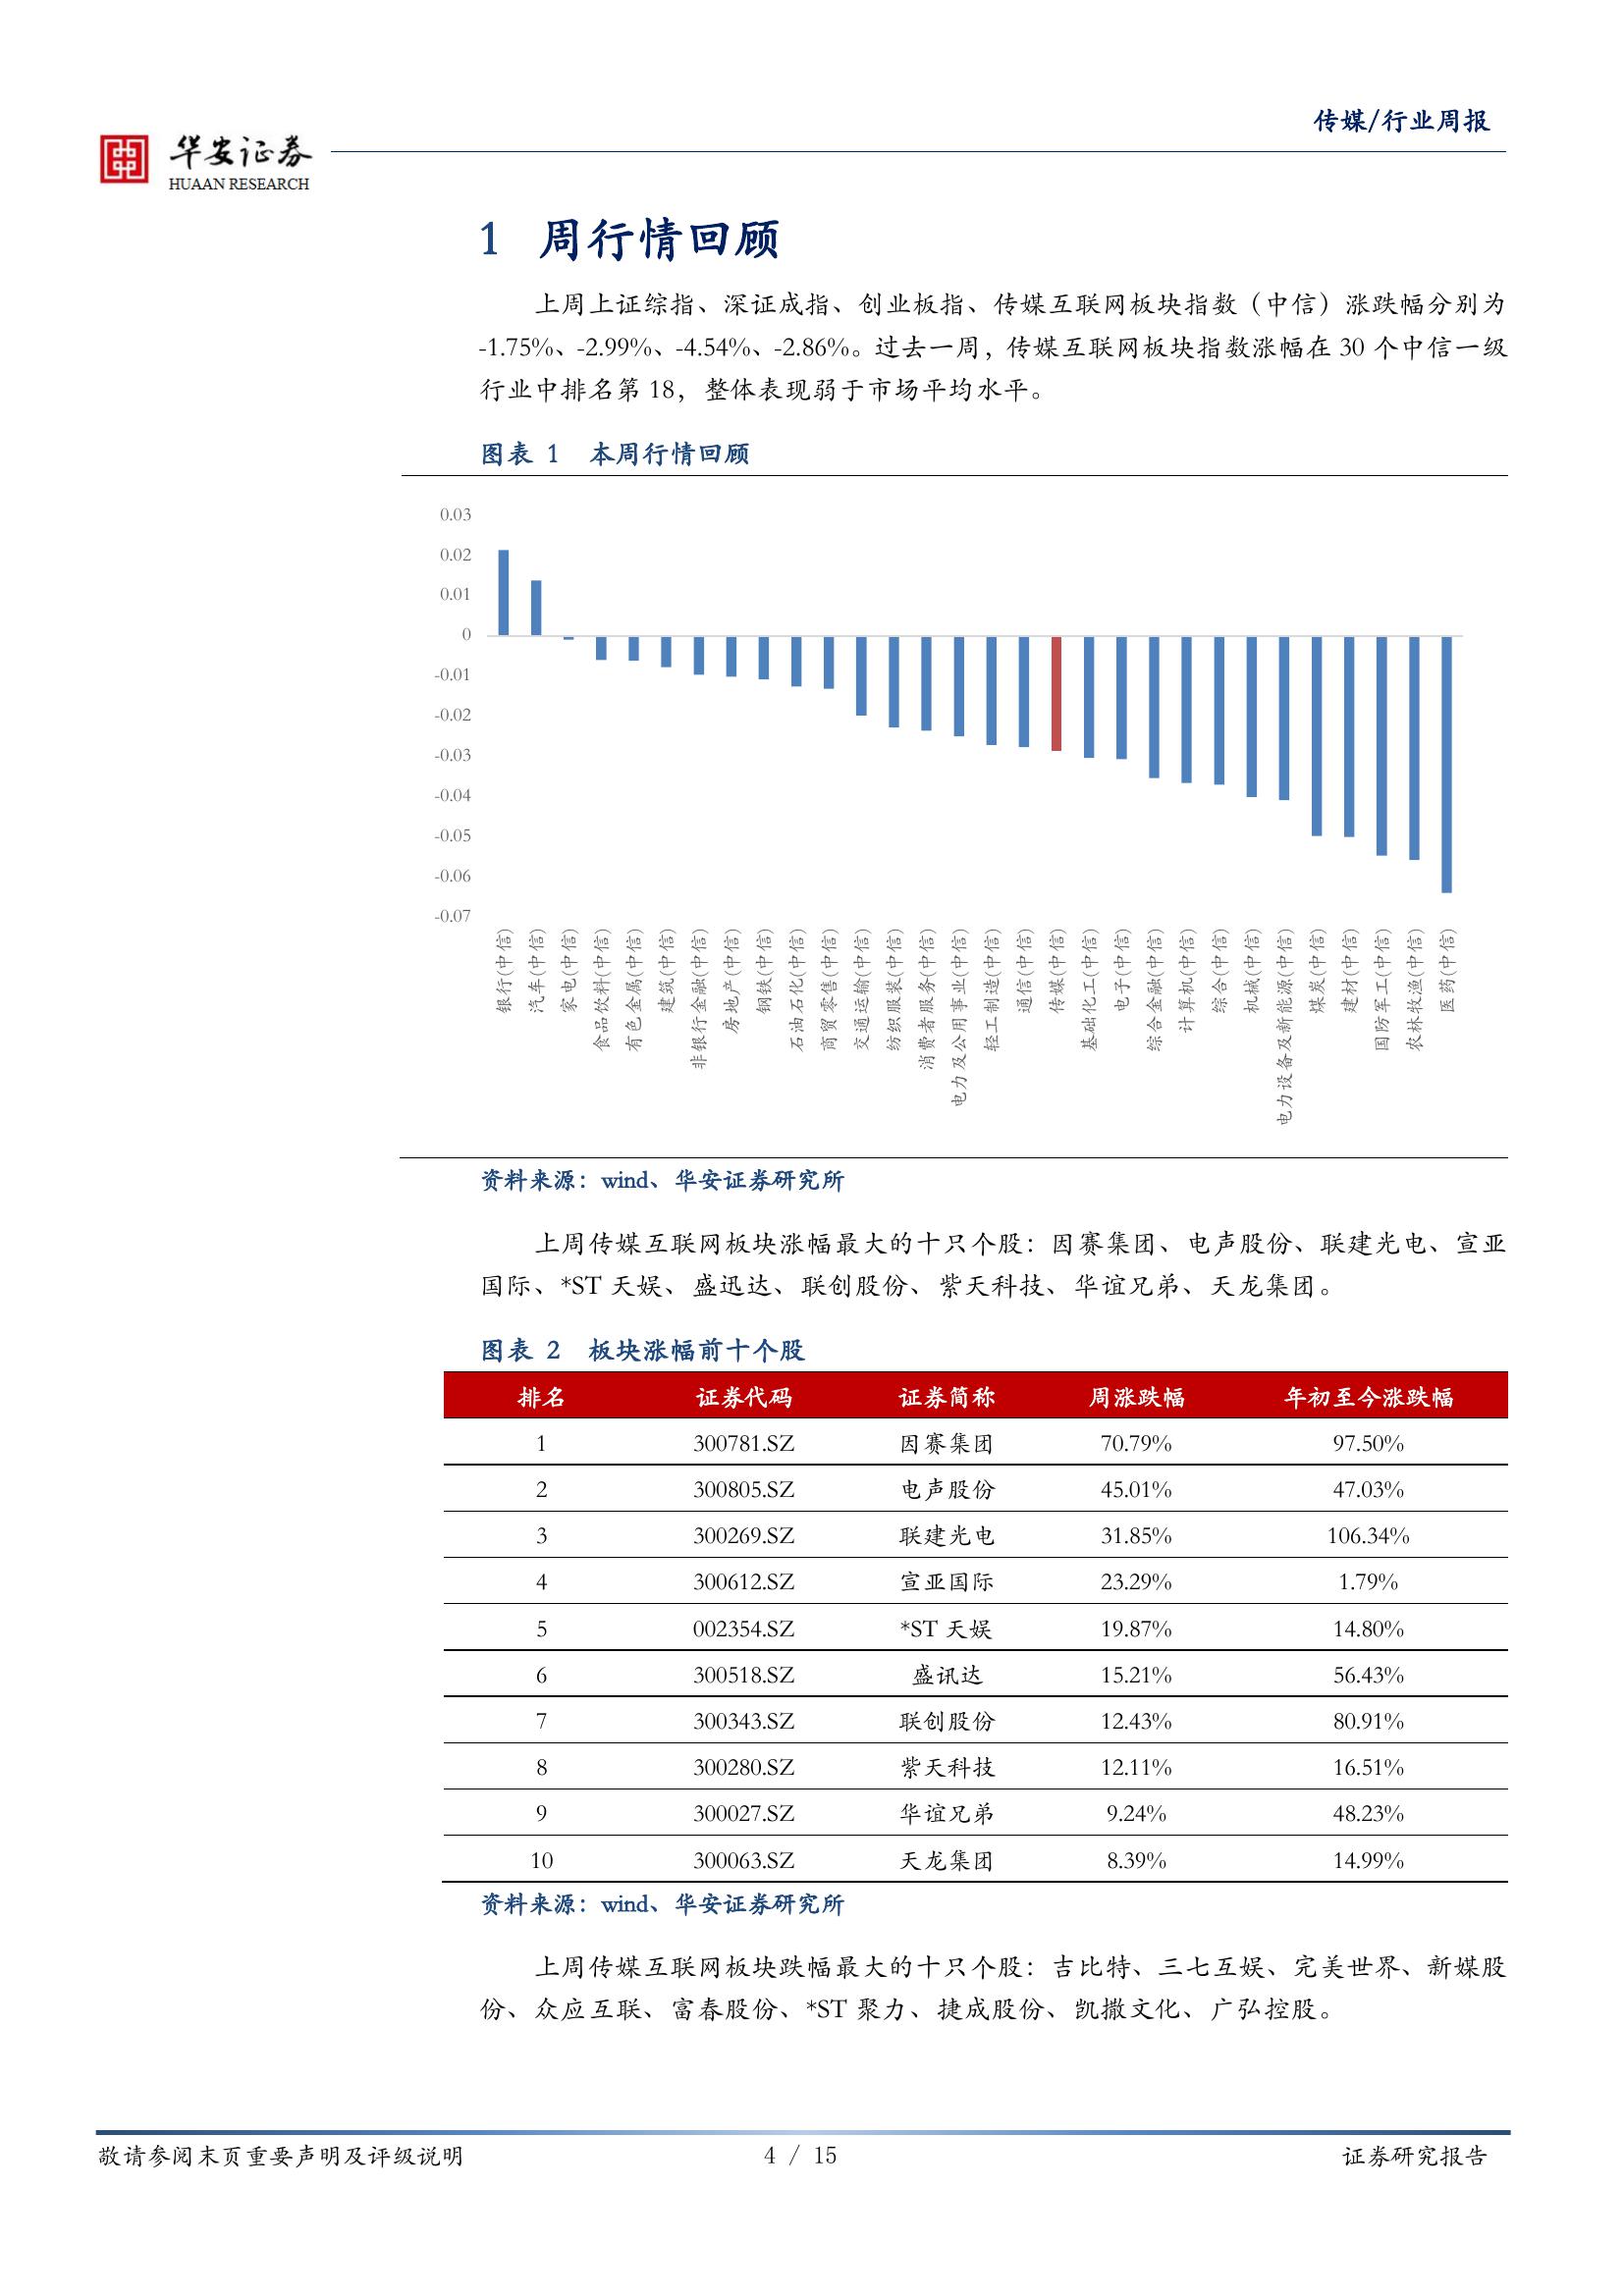 传媒/行业周报
华安证券
HUAAN RESEARCH
1 周行情回顾
上周上证综指、深证成指、创业板指、传媒互联网板块指数（中信）涨跌幅分别为
-1.75%、-2.99%、-4.54%、-2.86%。过去一周，传媒互联网板块指数涨幅在 30 个中信一级
行业中排名第 18，整体表现弱于市场平均水平。
图表 1 本周行情回顾
0.03
0.02
0.01
0
-0.01
-0.02
-0.03
-0.04
-0.05
-0.06
-0.07
银行(中信)
汽车(中信)
家电(中信)
食品饮料(中信)
有色金属(中信)
建筑(中信)
非银行金融(中信)
房地产(中信)
钢铁(中信)
石油石化(中信)
商贸零售(中信)
交通运输(中信)
纺织服装(中信)
消费者服务(中信)
电力及公用事业(中信)
轻工制造(中信)
通信(中信)
传媒(中信)
基础化工(中信)
电子(中信)
综合金融(中信)
计算机(中信)
综合(中信)
机械(中信)
电力设备及新能源(中信)
煤炭(中信)
建材(中信)
国防军工(中信)
农林牧渔(中信)
医药(中信)
资料来源：wind、华安证券研究所
上周传媒互联网板块涨幅最大的十只个股：因赛集团、电声股份、联建光电、宣亚
国际、*ST 天娱、盛迅达、联创股份、紫天科技、华谊兄弟、天龙集团。
图表 2 板块涨幅前十个股
排名 证券代码 证券简称 周涨跌幅 年初至今涨跌幅
1 300781.SZ 因赛集团 70.79% 97.50%
2 300805.SZ 电声股份 45.01% 47.03%
3 300269.SZ 联建光电 31.85% 106.34%
4 300612.SZ 宣亚国际 23.29% 1.79%
5 002354.SZ *ST 天娱 19.87% 14.80%
6 300518.SZ 盛讯达 15.21% 56.43%
7 300343.SZ 联创股份 12.43% 80.91%
8 300280.SZ 紫天科技 12.11% 16.51%
9 300027.SZ 华谊兄弟 9.24% 48.23%
10 300063.SZ 天龙集团 8.39% 14.99%
资料来源：wind、华安证券研究所
上周传媒互联网板块跌幅最大的十只个股：吉比特、三七互娱、完美世界、新媒股
份、众应互联、富春股份、*ST 聚力、捷成股份、凯撒文化、广弘控股。
敬请参阅末页重要声明及评级说明
4 / 15
证券研究报告